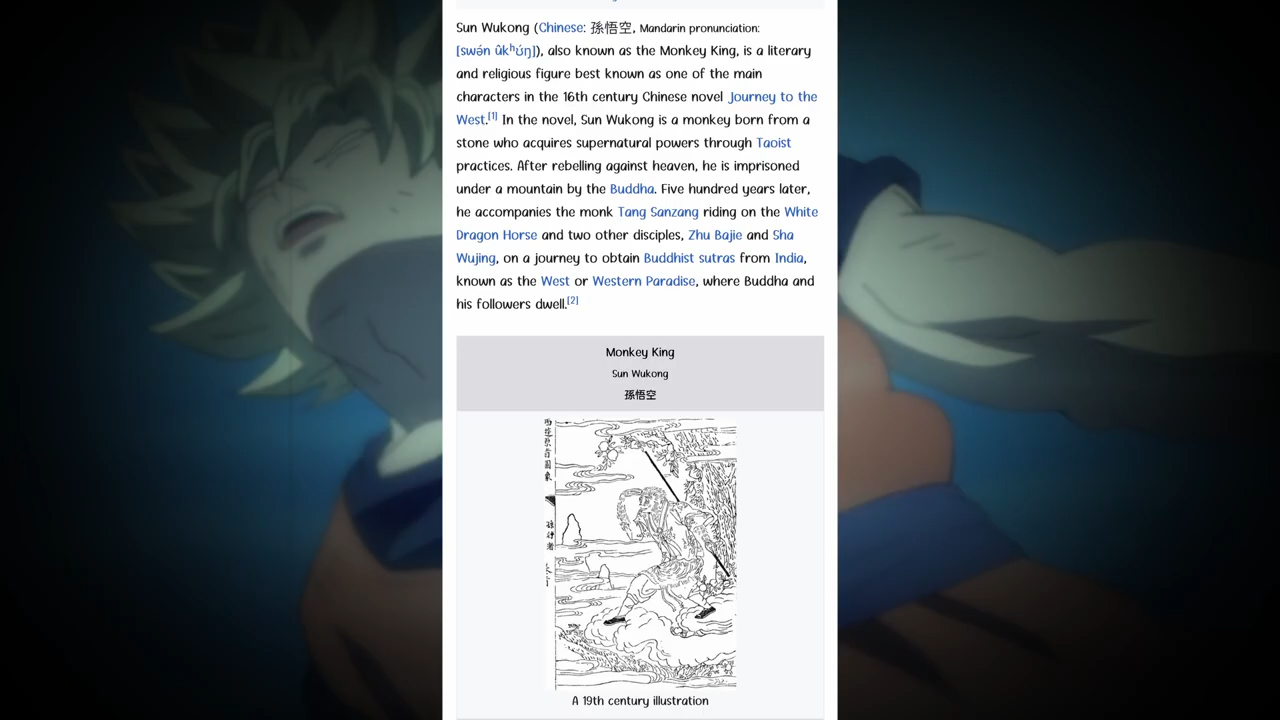 Sun Wukong (Chinese: 孫悟空, Mandarin pronunciation:
[swə́n ûkʰʊ́ŋ]), also known as the Monkey King, is a literary
and religious figure best known as one of the main
characters in the 16th century Chinese novel Journey to the
West.[1] In the novel, Sun Wukong is a monkey born from a
stone who acquires supernatural powers through Taoist
practices. After rebelling against heaven, he is imprisoned
under a mountain by the Buddha. Five hundred years later,
he accompanies the monk Tang Sanzang riding on the White
Dragon Horse and two other disciples, Zhu Bajie and Sha
Wujing, on a journey to obtain Buddhist sutras from India,
known as the West or Western Paradise, where Buddha and
his followers dwell.[2]
Monkey King
Sun Wukong
孫悟空
A 19th century illustration